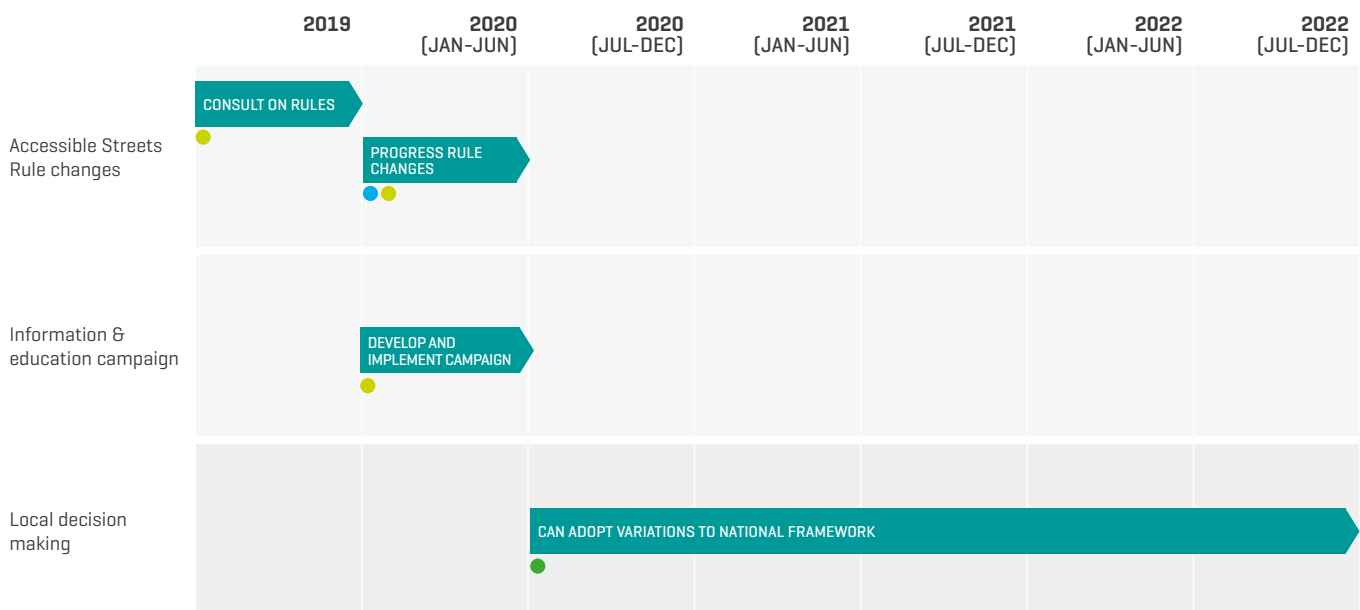 2019
2020
(JAN-JUN)
2020
(JUL-DEC)
2021
(JAN-JUN)
2021
(JUL-DEC)
2022
(JAN-JUN)
2022
(JUL-DEC)
Accessible Streets
Rule changes
CONSULT ON RULES
PROGRESS RULE
CHANGES
Information &
education campaign
DEVELOP AND
IMPLEMENT CAMPAIGN
Local decision
making
CAN ADOPT VARIATIONS TO NATIONAL FRAMEWORK